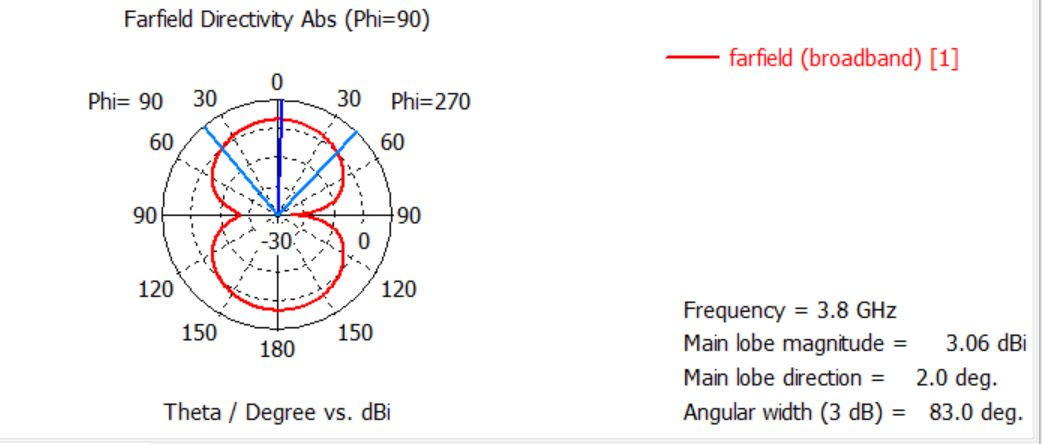 Farfield Directivity Abs (Phi=90)
farfield (broadband) [1]
0
Phi= 90 30 30 Phi=270
60 60
90 90
-30 0
120 120
150 150
180
Frequency = 3.8 GHz
Main lobe magnitude = 3.06 dBi
Main lobe direction = 2.0 deg.
Angular width (3 dB) = 83.0 deg.
Theta / Degree vs. dBi